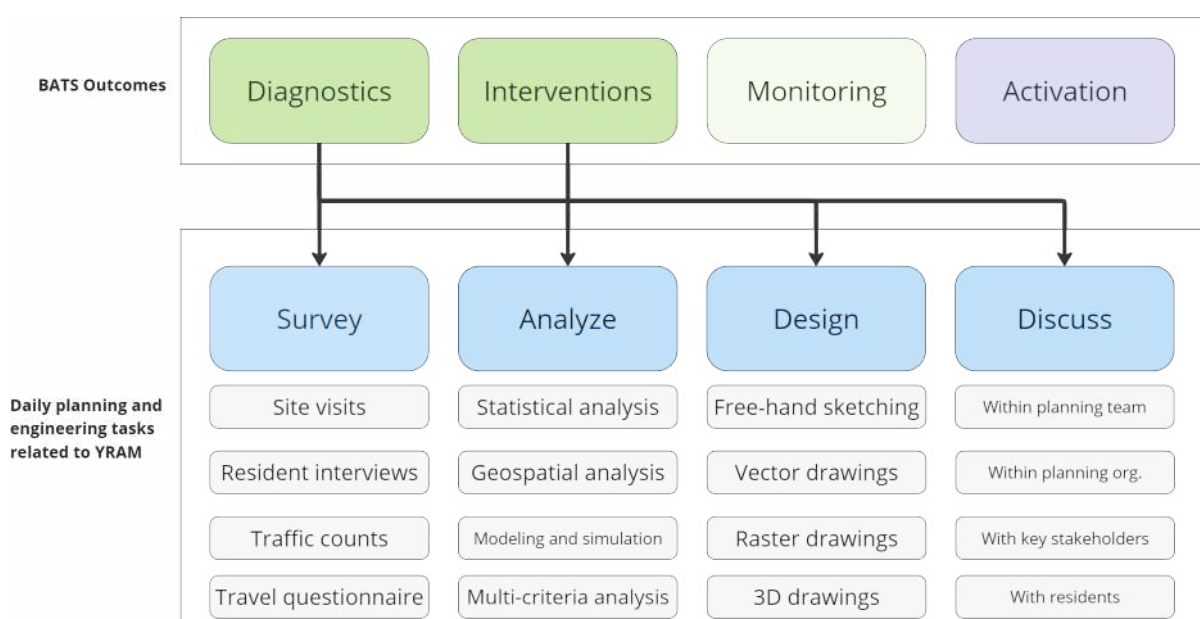 BATS Outcomes
Diagnostics
Interventions
Monitoring
Activation
Daily planning and
engineering tasks
related to YRAM
Survey
Analyze
Design
Discuss
Site visits
Statistical analysis
Free-hand sketching
Within planning team
Resident interviews
Geospatial analysis
Vector drawings
Within planning org.
Traffic counts
Modeling and simulation
Raster drawings
With key stakeholders
Travel questionnaire
Multi-criteria analysis
3D drawings
With residents